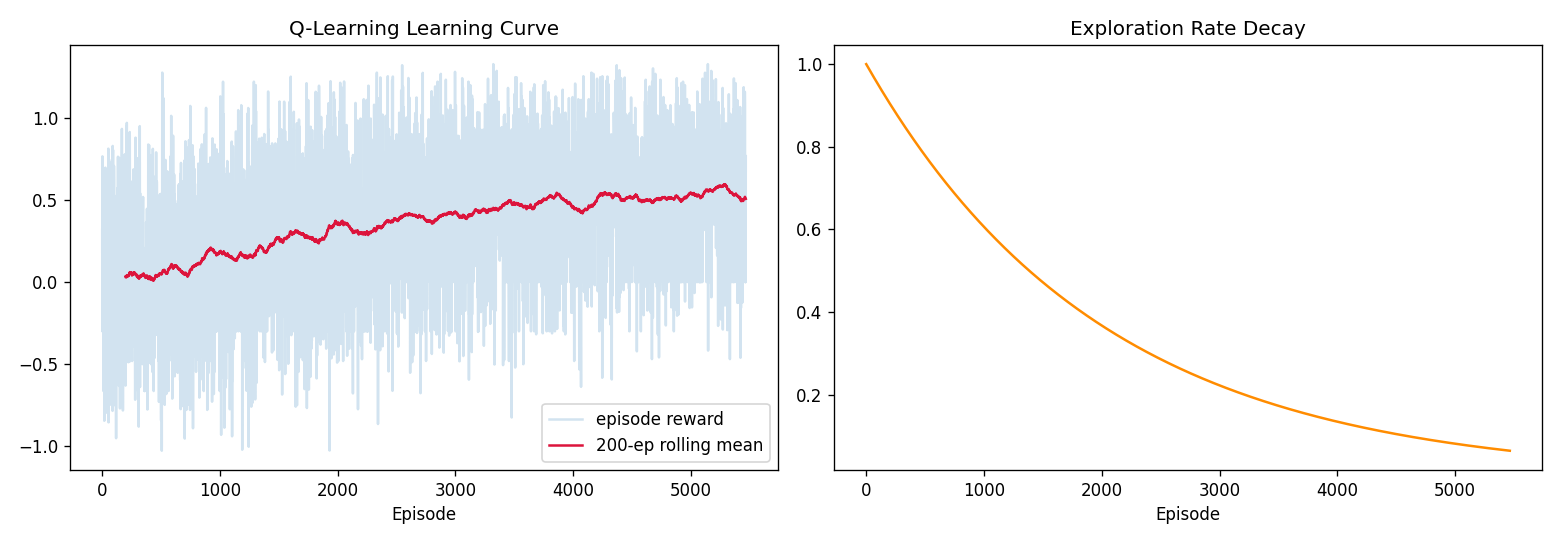 Q-Learning Learning Curve
1.0
0.5
0.0
−0.5
−1.0
0 1000 2000 3000 4000 5000
Episode
episode reward
200-ep rolling mean
Exploration Rate Decay
1.0
0.8
0.6
0.4
0.2
0 1000 2000 3000 4000 5000
Episode